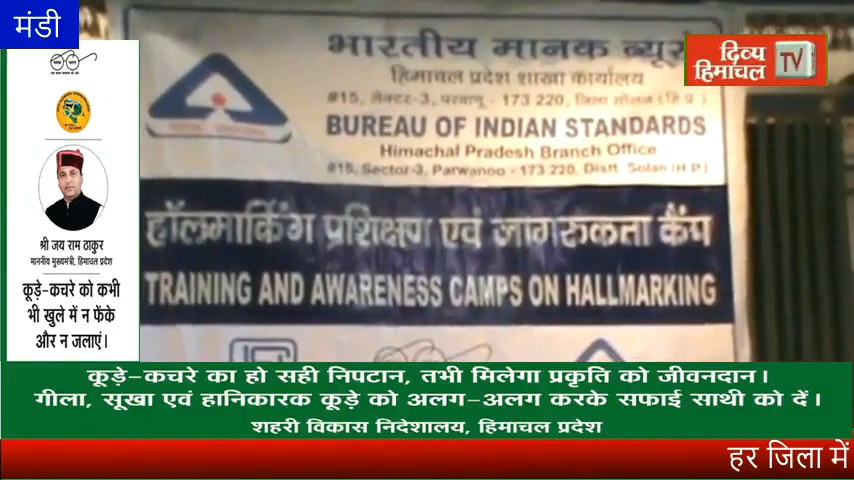 मंडी
भारतीय मानक ब्यूरो
हिमाचल प्रदेश शाखा कार्यालय
#15, सेक्टर-3, परवाणू - 173 220, जिला सोलन (हि.प्र.)
BUREAU OF INDIAN STANDARDS
Himachal Pradesh Branch Office
#15, Sector-3, Parwanoo - 173 220, Distt. Solan (H.P.)
हॉलमार्किंग प्रशिक्षण एवं जागरुकता कैंप
TRAINING AND AWARENESS CAMPS ON HALLMARKING
दिव्य
हिमाचल
TV
श्री जय राम ठाकुर
माननीय मुख्यमंत्री, हिमाचल प्रदेश
कूड़े-कचरे को कभी
भी खुले में न फेंके
और न जलाएं।
कूड़े-कचरे का हो सही निपटान, तभी मिलेगा प्रकृति को जीवनदान।
गीला, सूखा एवं हानिकारक कूड़े को अलग-अलग करके सफाई साथी को दें।
शहरी विकास निदेशालय, हिमाचल प्रदेश
हर जिला में